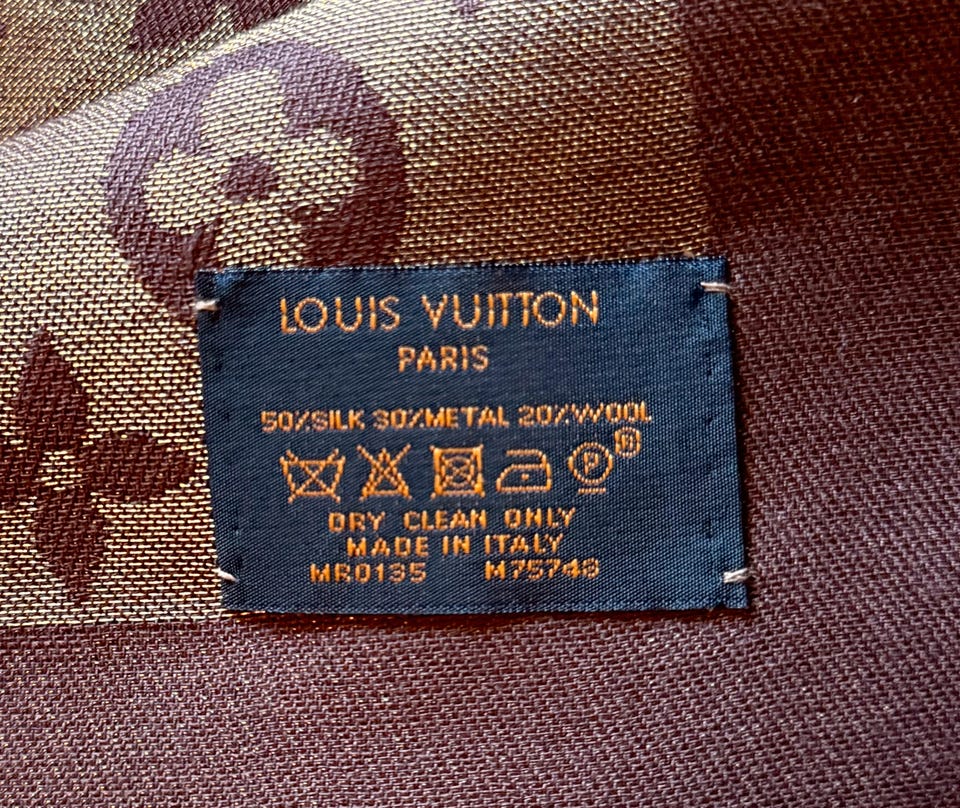 LOUIS VUITTON
PARIS
50%SILK 30%METAL 20%WOOL
P ®
DRY CLEAN ONLY
MADE IN ITALY
MR0135 M75748